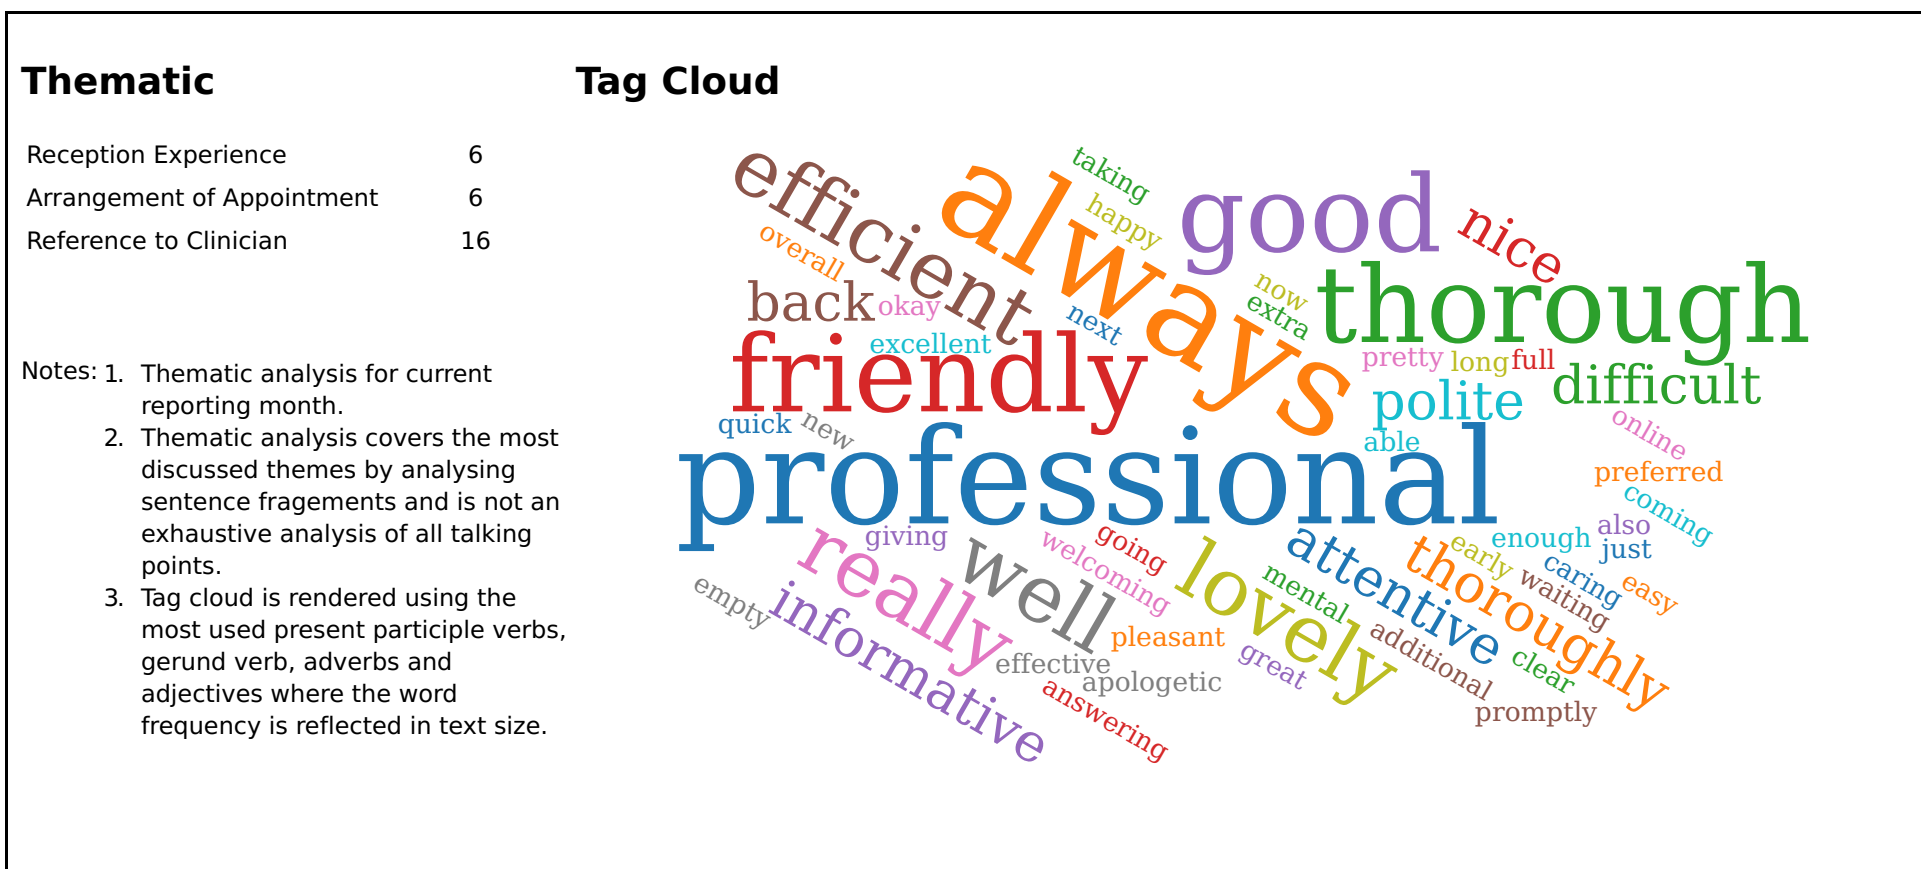 Thematic
Tag Cloud
Reception Experience 6
Arrangement of Appointment 6
Reference to Clinician 16
Notes: 1. Thematic analysis for current
reporting month.
2. Thematic analysis covers the most
discussed themes by analysing
sentence fragements and is not an
exhaustive analysis of all talking
points.
3. Tag cloud is rendered using the
most used present participle verbs,
gerund verb, adverbs and
adjectives where the word
frequency is reflected in text size.
efficient
always
taking
happy
good
nice
overall
back
okay
next
now
extra
thorough
excellent
friendly
pretty
long
full
difficult
polite
quick
new
able
online
professional
preferred
coming
giving
really
well
welcoming
going
lovely
attentive
thoroughly
early
enough
also
just
caring
waiting
easy
empty
informative
mental
pleasant
effective
apologetic
great
additional
clear
answering
promptly